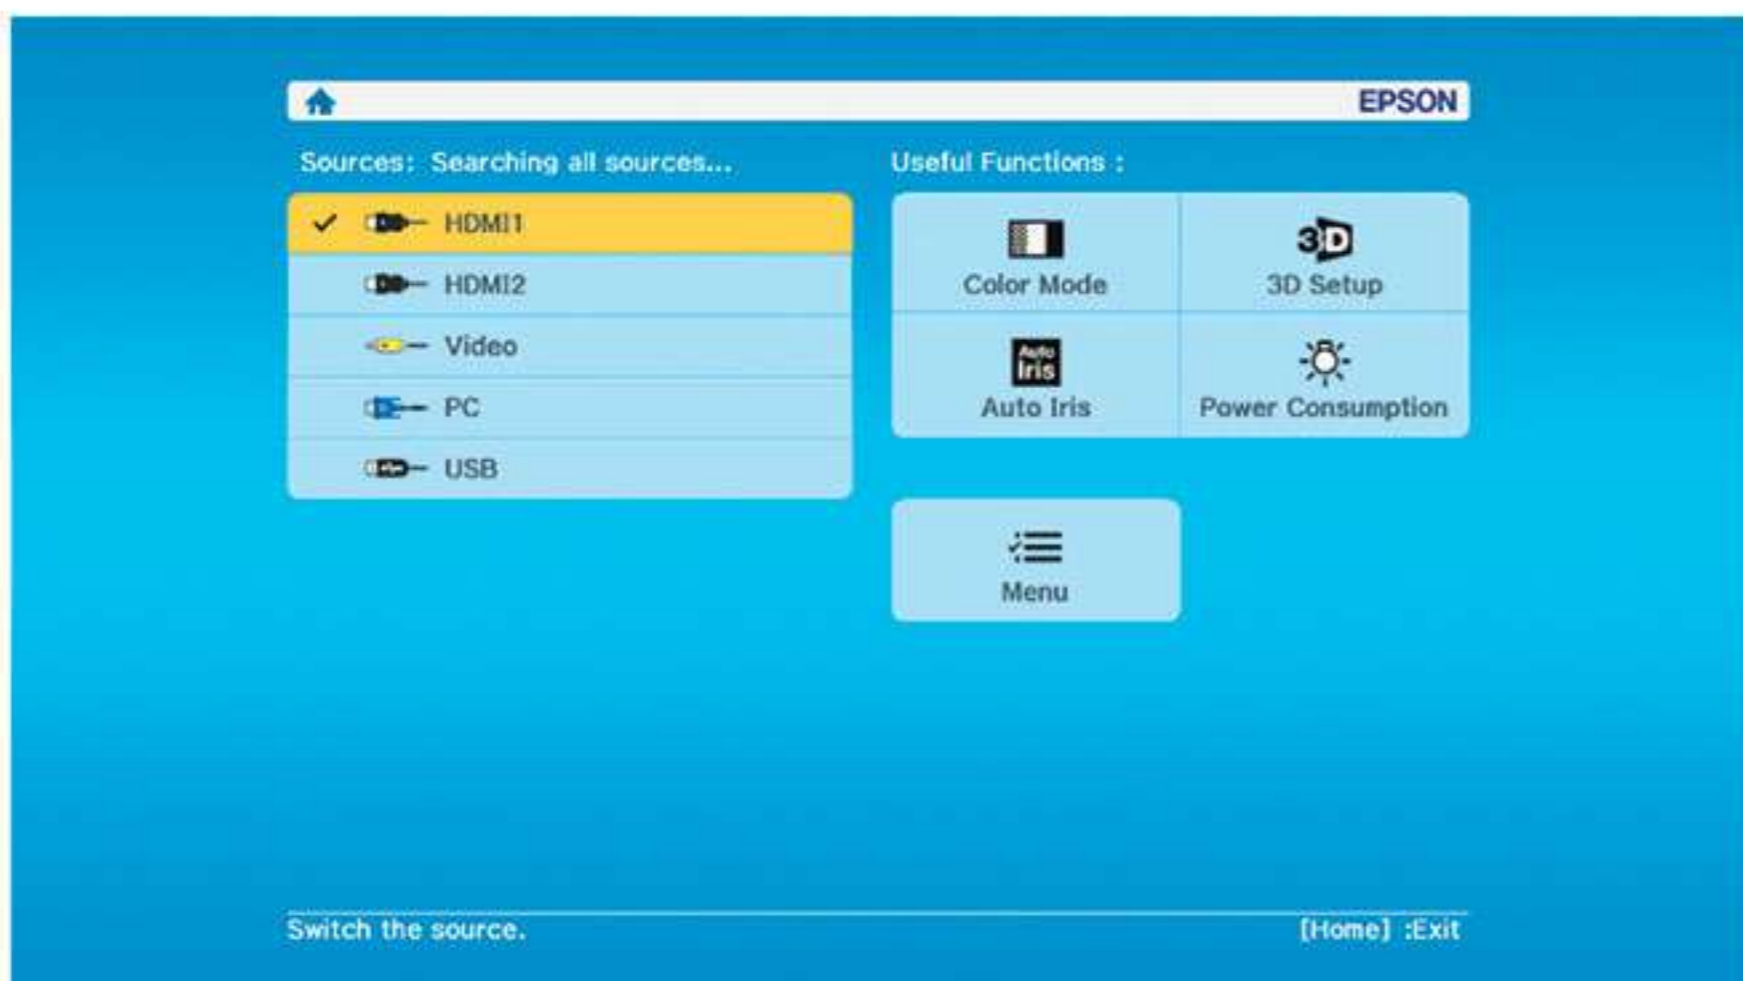 EPSON
Sources: Searching all sources...
HDMI1
HDMI2
Video
PC
USB
Useful Functions :
Color Mode
3D
3D Setup
Auto
Iris
Auto Iris
Power Consumption
Menu
Switch the source.
[Home] :Exit